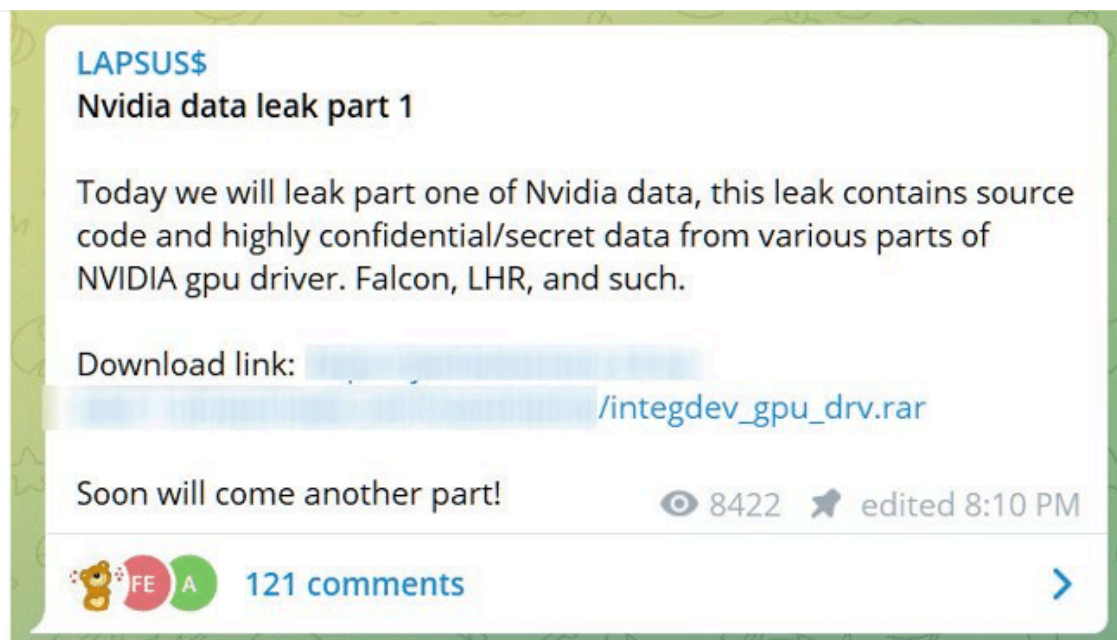 LAPSUS$
Nvidia data leak part 1
Today we will leak part one of Nvidia data, this leak contains source
code and highly confidential/secret data from various parts of
NVIDIA gpu driver. Falcon, LHR, and such.
Download link:
/integdev_gpu_drv.rar
Soon will come another part!
8422 edited 8:10 PM
FE A 121 comments